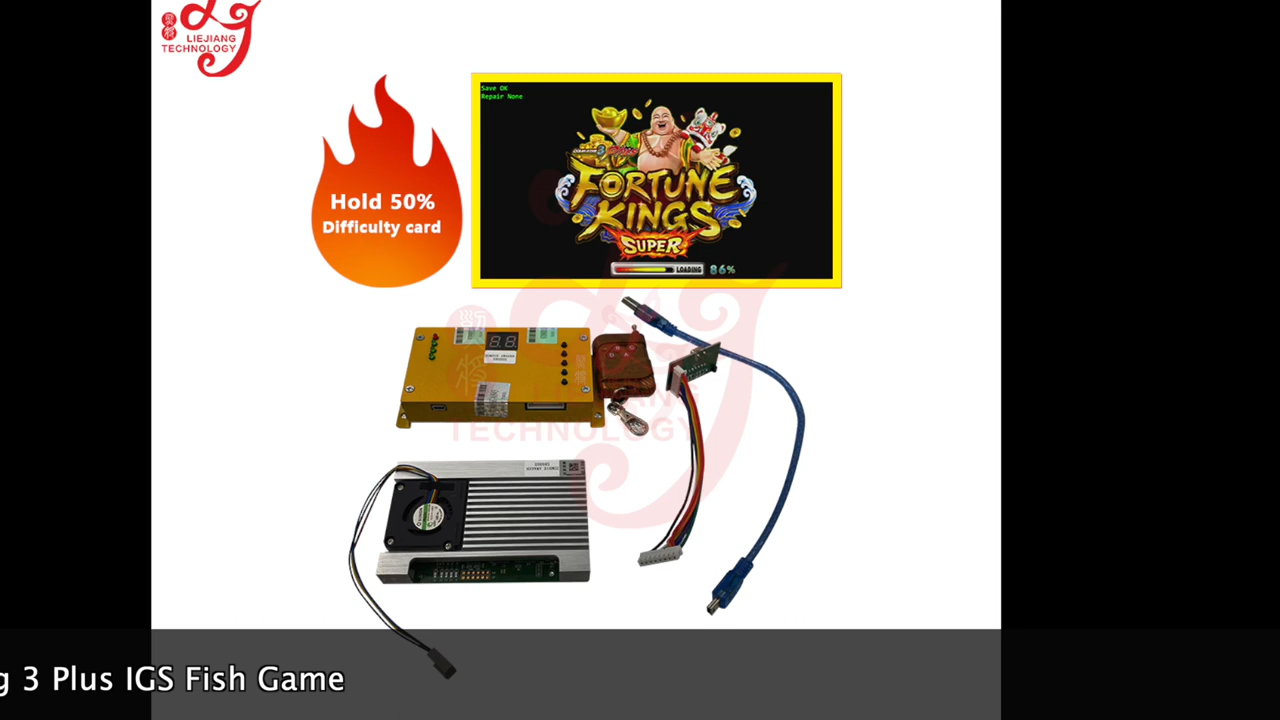 LIEJIANG
TECHNOLOGY
Save OK
Repair None
Hold 50%
Difficulty card
FORTUNE
KINGS
SUPER
LOADING 86%
TECHNOLOGY
g 3 Plus IGS Fish Game